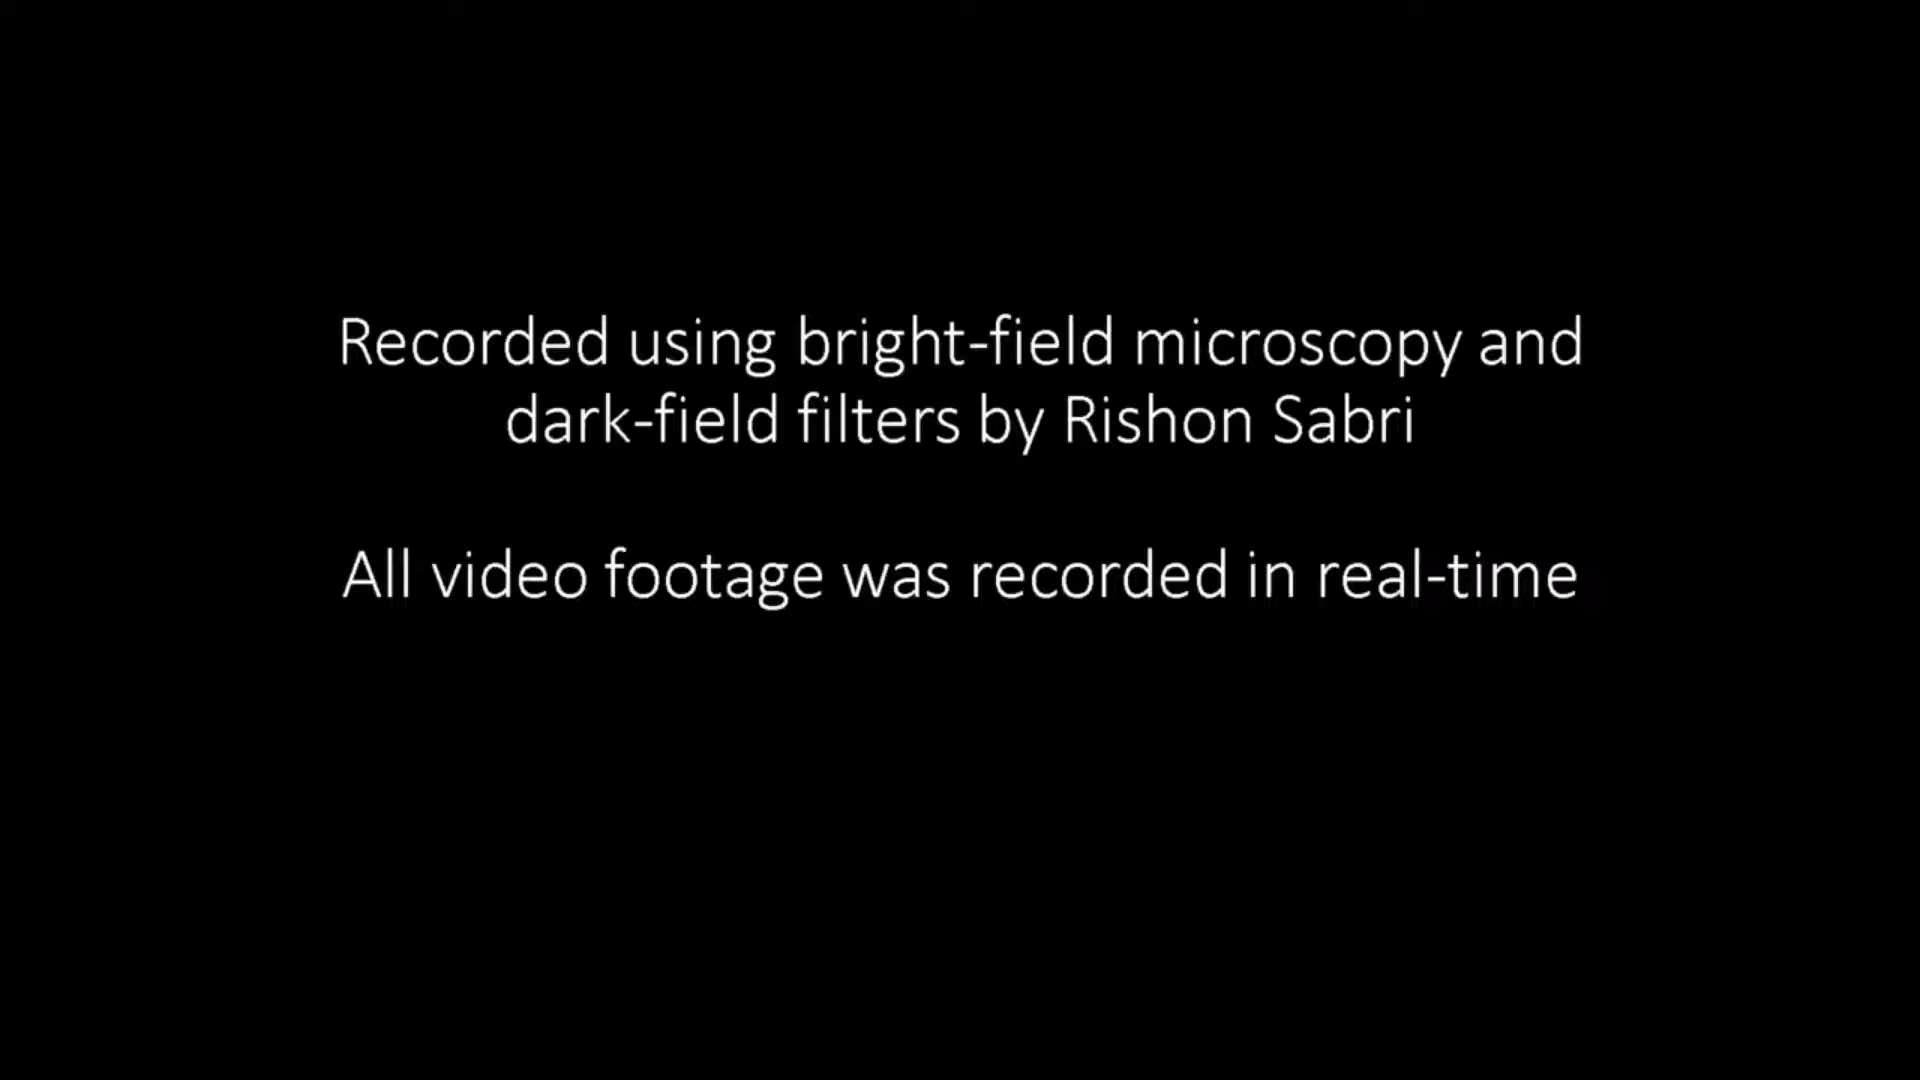 Recorded using bright-field microscopy and
dark-field filters by Rishon Sabri
All video footage was recorded in real-time